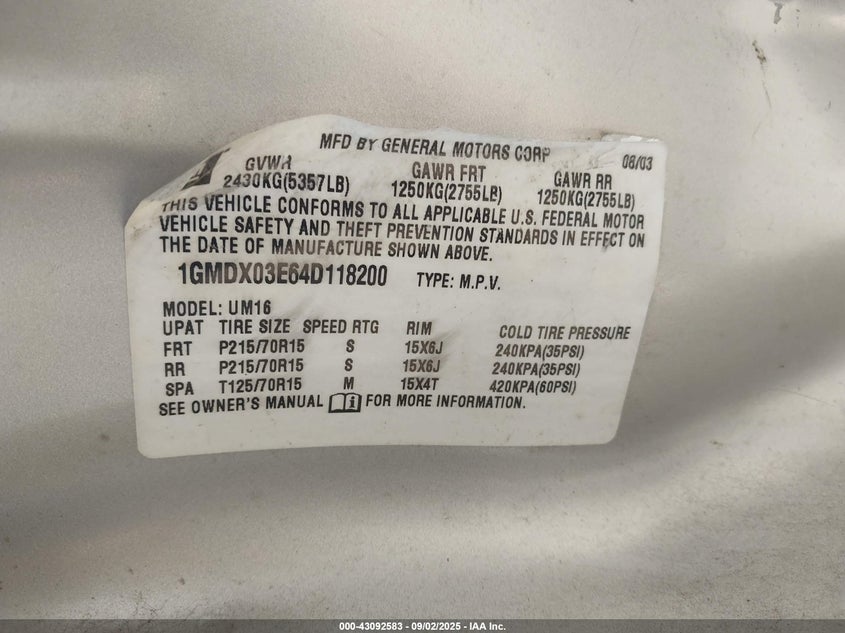 MFD BY GENERAL MOTORS CORP 08/03
GVWR GAWR FRT GAWR RR
2430KG(5357LB) 1250KG(2755LB) 1250KG(2755LB)
THIS VEHICLE CONFORMS TO ALL APPLICABLE U.S. FEDERAL MOTOR
VEHICLE SAFETY AND THEFT PREVENTION STANDARDS IN EFFECT ON
THE DATE OF MANUFACTURE SHOWN ABOVE.
1GMDX03E64D118200 TYPE: M.P.V.
MODEL: UM16
UPAT TIRE SIZE SPEED RTG RIM COLD TIRE PRESSURE
FRT P215/70R15 S 15X6J 240KPA(35PSI)
RR P215/70R15 S 15X6J 240KPA(35PSI)
SPA T125/70R15 M 15X4T 420KPA(60PSI)
SEE OWNER'S MANUAL FOR MORE INFORMATION.
000-43092583 - 09/02/2025 - IAA Inc.